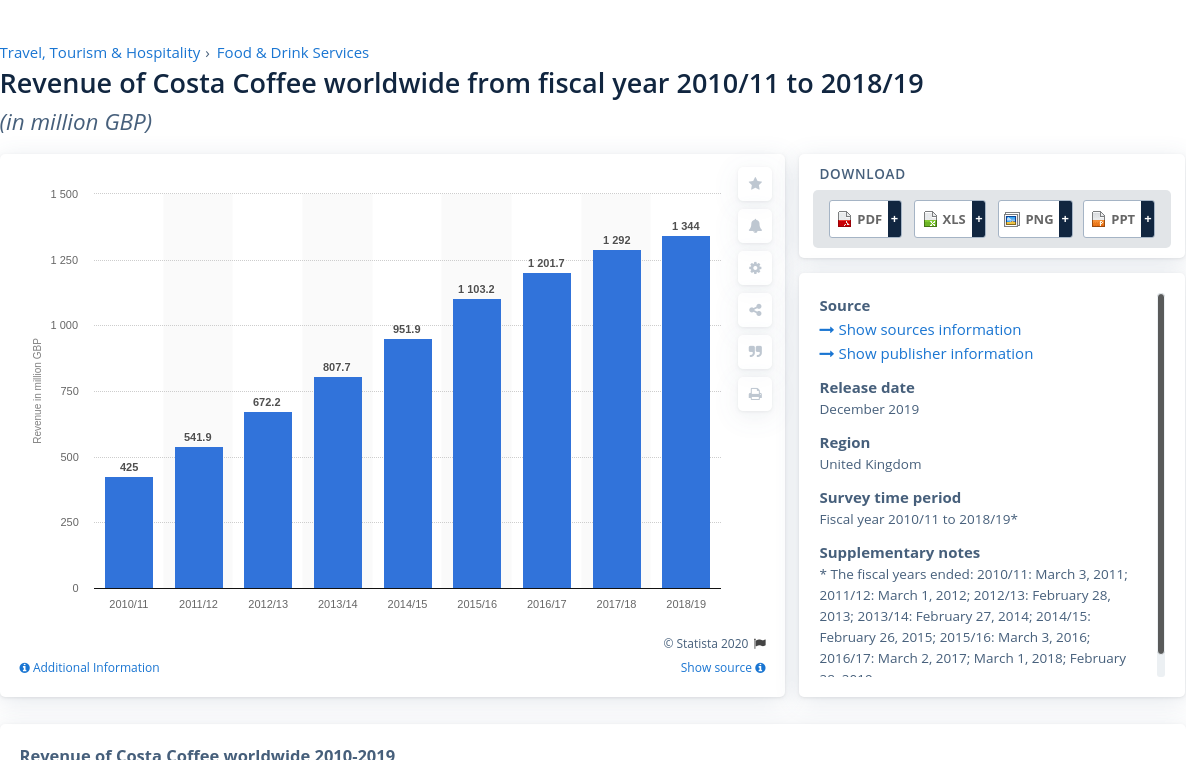 Travel, Tourism & Hospitality › Food & Drink Services
Revenue of Costa Coffee worldwide from fiscal year 2010/11 to 2018/19
(in million GBP)
1 500
1 250
1 000
750
500
250
0
Revenue in million GBP
425
541.9
672.2
807.7
951.9
1 103.2
1 201.7
1 292
1 344
2010/11
2011/12
2012/13
2013/14
2014/15
2015/16
2016/17
2017/18
2018/19
© Statista 2020
Additional Information
Show source
DOWNLOAD
PDF +
XLS +
PNG +
PPT +
Source
Show sources information
Show publisher information
Release date
December 2019
Region
United Kingdom
Survey time period
Fiscal year 2010/11 to 2018/19*
Supplementary notes
* The fiscal years ended: 2010/11: March 3, 2011;
2011/12: March 1, 2012; 2012/13: February 28,
2013; 2013/14: February 27, 2014; 2014/15:
February 26, 2015; 2015/16: March 3, 2016;
2016/17: March 2, 2017; March 1, 2018; February
Revenue of Costa Coffee worldwide 2010-2019